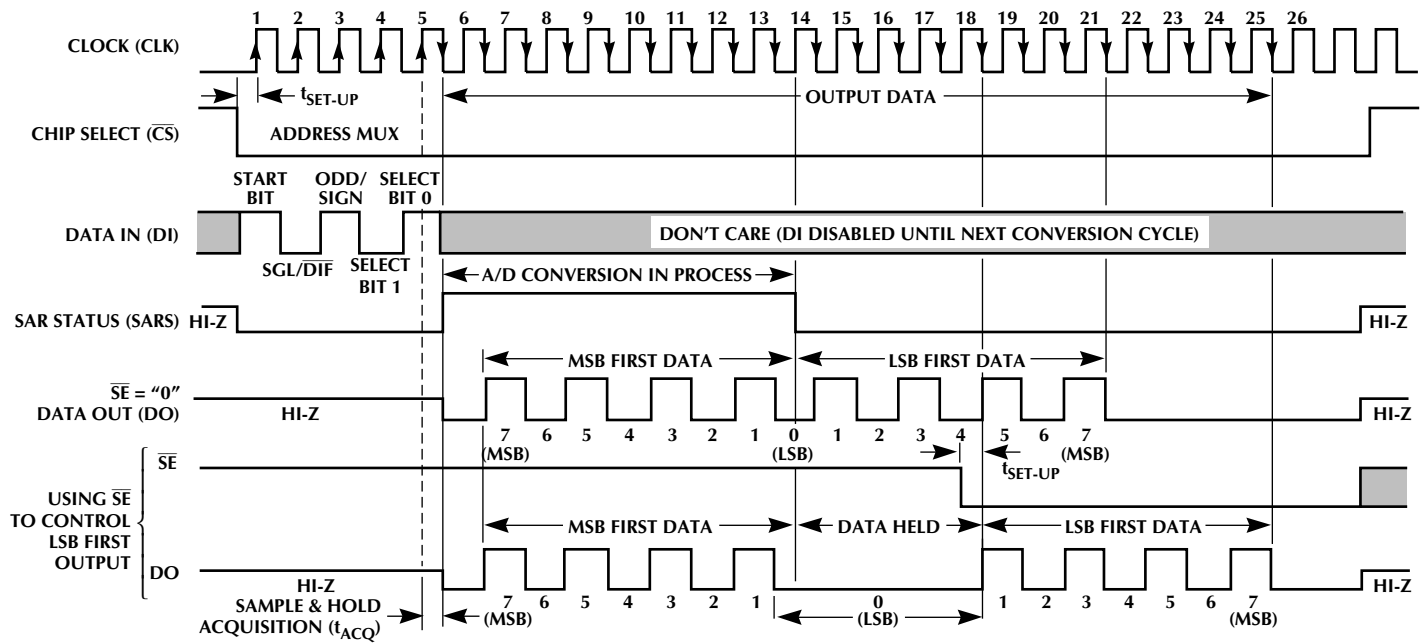 1 2 3 4 5 6 7 8 9 10 11 12 13 14 15 16 17 18 19 20 21 22 23 24 25 26
CLOCK (CLK)
tSET-UP
OUTPUT DATA
CHIP SELECT (CS)
ADDRESS MUX
START BIT
ODD/ SIGN
SELECT BIT 0
DATA IN (DI)
DON'T CARE (DI DISABLED UNTIL NEXT CONVERSION CYCLE)
SGL/DIF
SELECT BIT 1
A/D CONVERSION IN PROCESS
SAR STATUS (SARS)
HI-Z
HI-Z
MSB FIRST DATA
LSB FIRST DATA
SE = “0”
DATA OUT (DO)
HI-Z
HI-Z
7 6 5 4 3 2 1 0 1 2 3 4 5 6 7
(MSB) (LSB) (MSB)
SE
tSET-UP
USING SE
TO CONTROL
LSB FIRST
OUTPUT
MSB FIRST DATA
DATA HELD
LSB FIRST DATA
DO
HI-Z
HI-Z
7 6 5 4 3 2 1 0 1 2 3 4 5 6 7
(MSB) (LSB) (MSB)
SAMPLE & HOLD
ACQUISITION (tACQ)